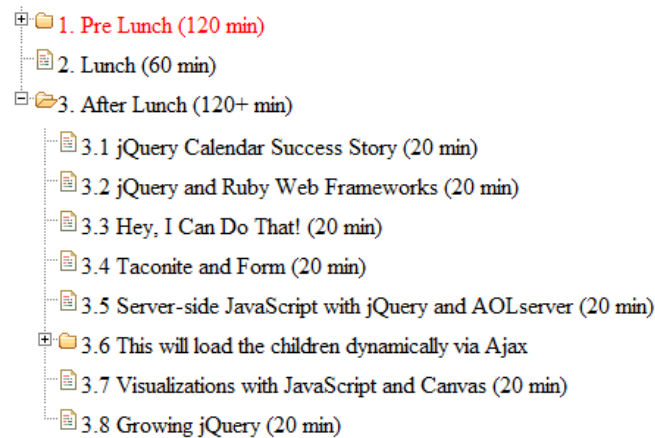 1. Pre Lunch (120 min)
2. Lunch (60 min)
3. After Lunch (120+ min)
3.1 jQuery Calendar Success Story (20 min)
3.2 jQuery and Ruby Web Frameworks (20 min)
3.3 Hey, I Can Do That! (20 min)
3.4 Taconite and Form (20 min)
3.5 Server-side JavaScript with jQuery and AOLserver (20 min)
3.6 This will load the children dynamically via Ajax
3.7 Visualizations with JavaScript and Canvas (20 min)
3.8 Growing jQuery (20 min)